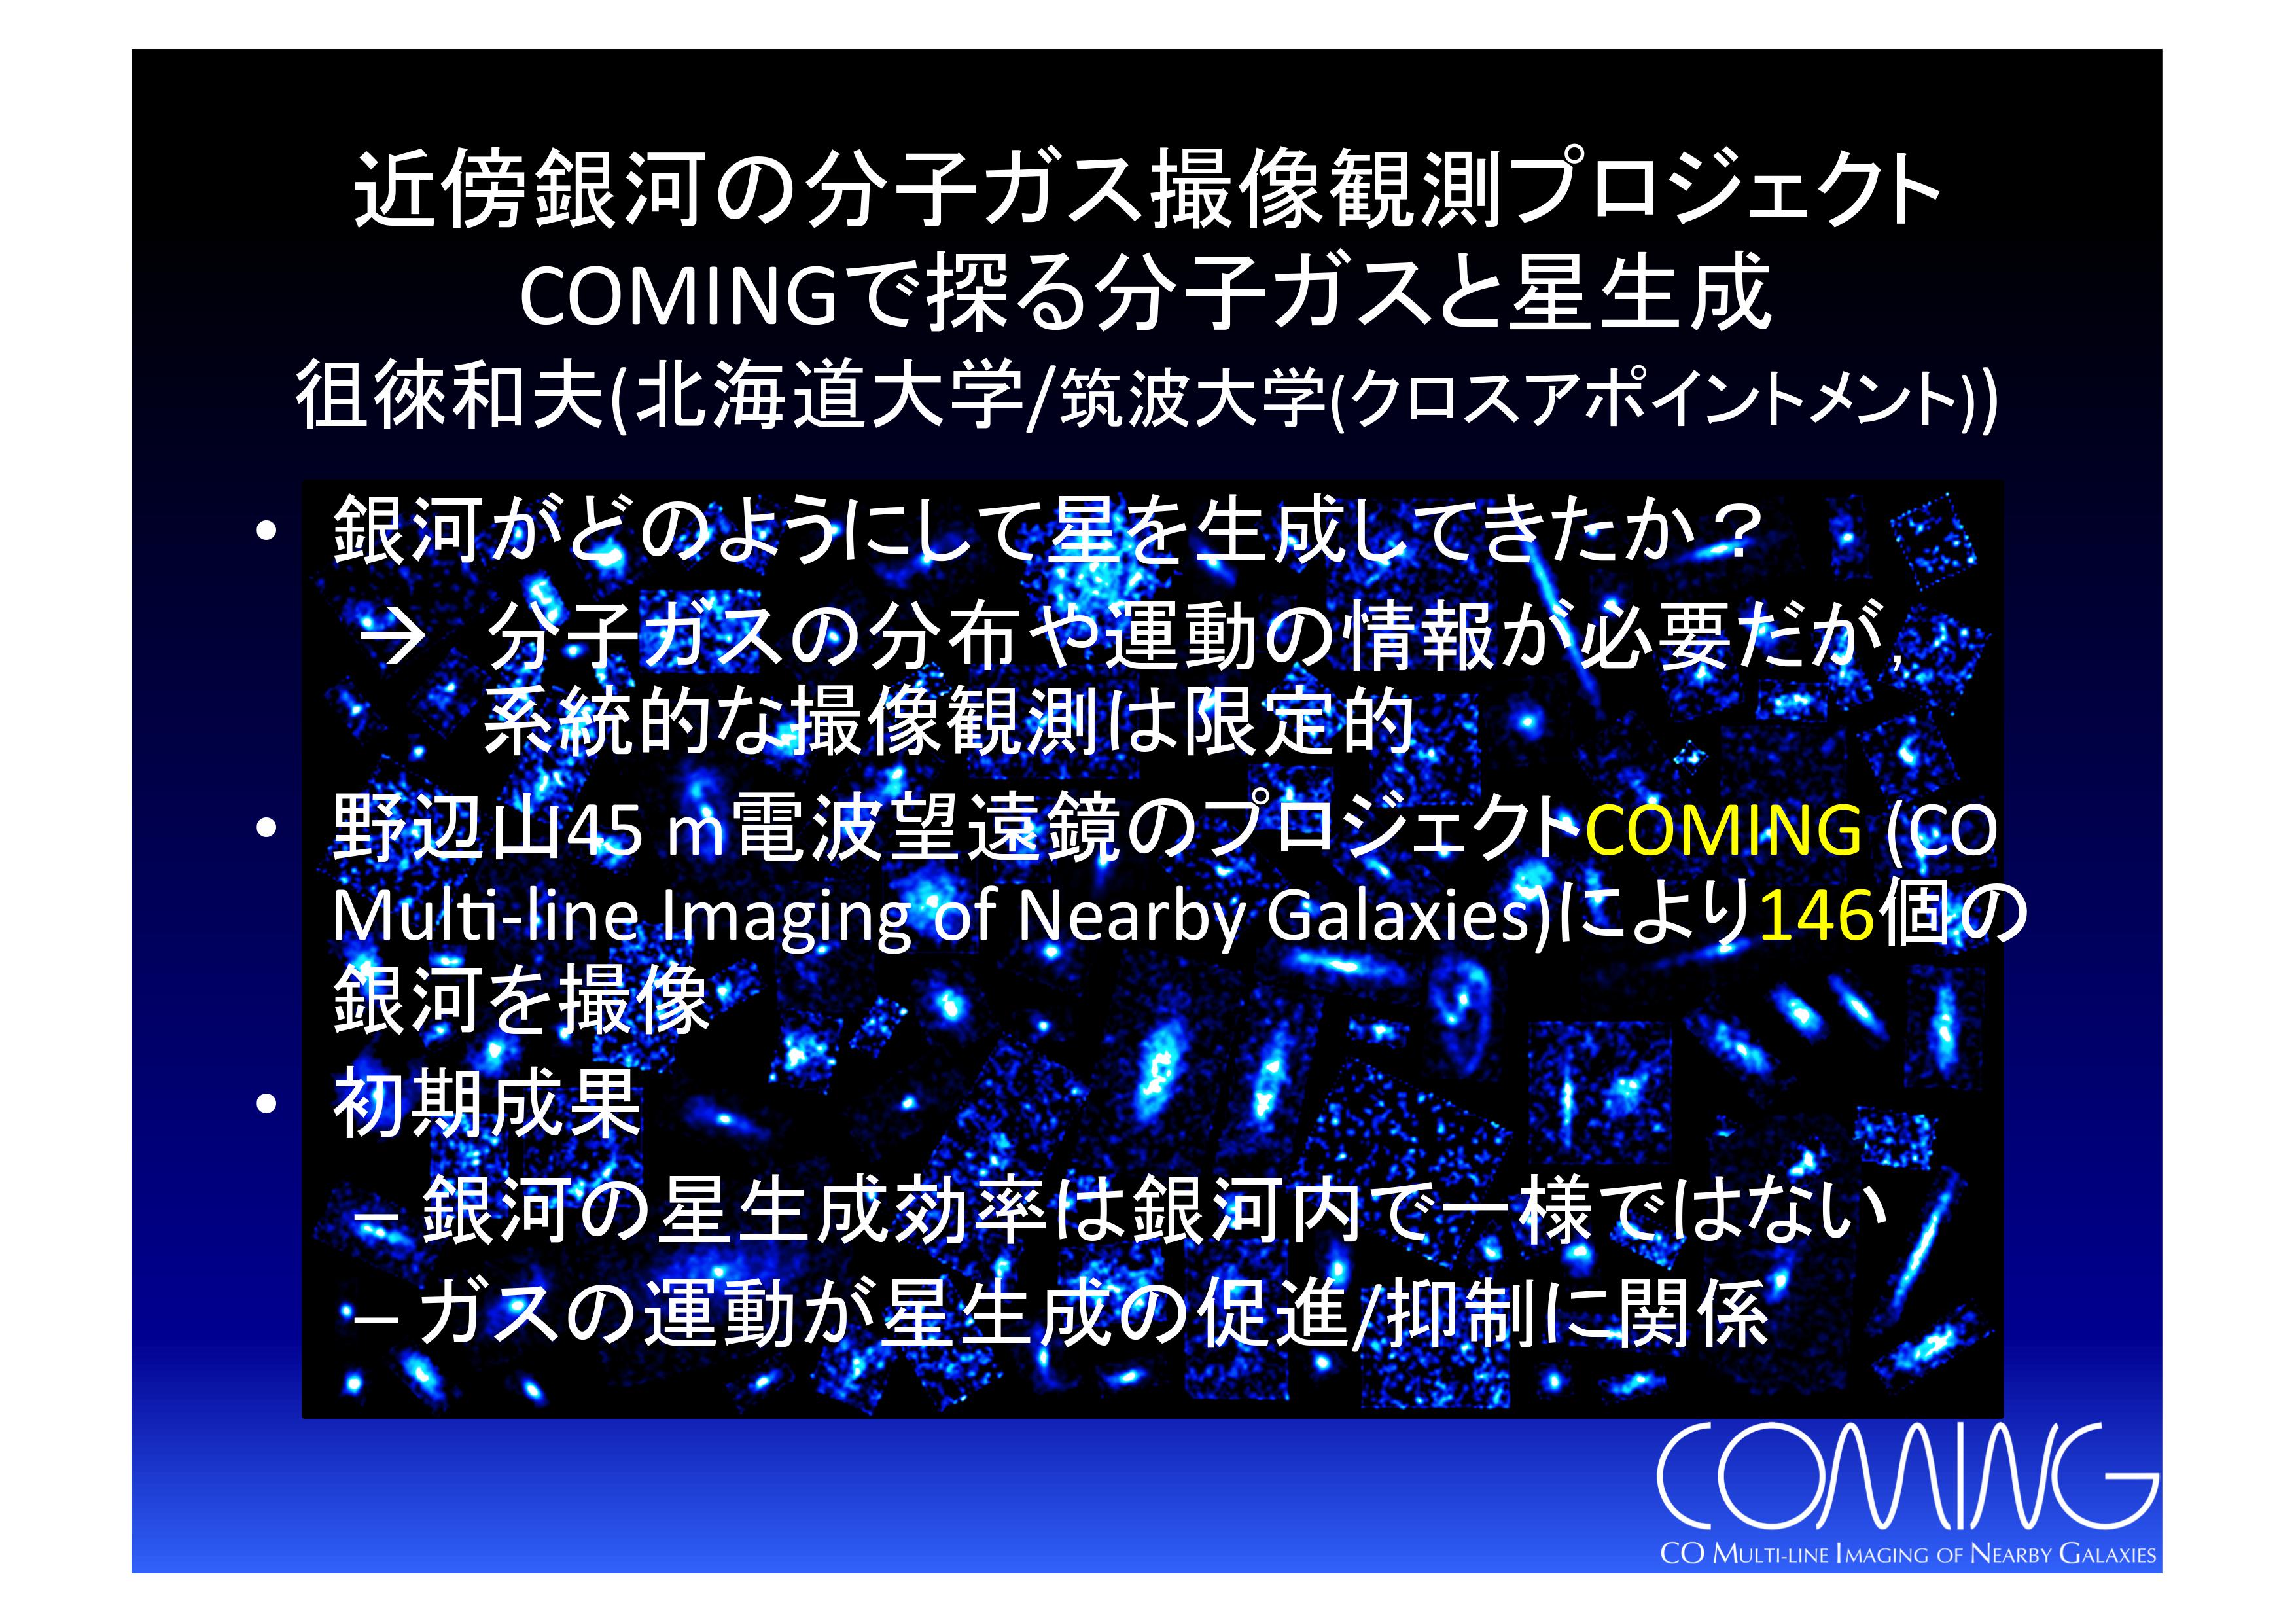 近傍銀河の分子ガス撮像観測プロジェクト
COMINGで探る分子ガスと星生成
徂徠和夫(北海道大学/筑波大学(クロスアポイントメント))
• 銀河がどのようにして星を生成してきたか？
→ 分子ガスの分布や運動の情報が必要だが,
系統的な撮像観測は限定的
• 野辺山45 m電波望遠鏡のプロジェクトCOMING (CO
Multi-line Imaging of Nearby Galaxies)により146個の
銀河を撮像
• 初期成果
– 銀河の星生成効率は銀河内で一様ではない
– ガスの運動が星生成の促進/抑制に関係
COMING
CO MULTI-LINE IMAGING OF NEARBY GALAXIES